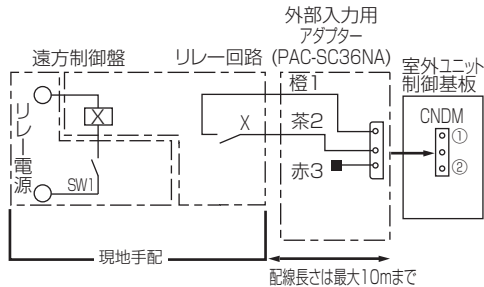 外部入力用
アダプター
(PAC-SC36NA)
遠方制御盤
リレー回路
室外ユニット
制御基板
橙1
CNDM
X
X
茶2
①
リレー電源
赤3
②
SW1
現地手配
配線長さは最大10mまで